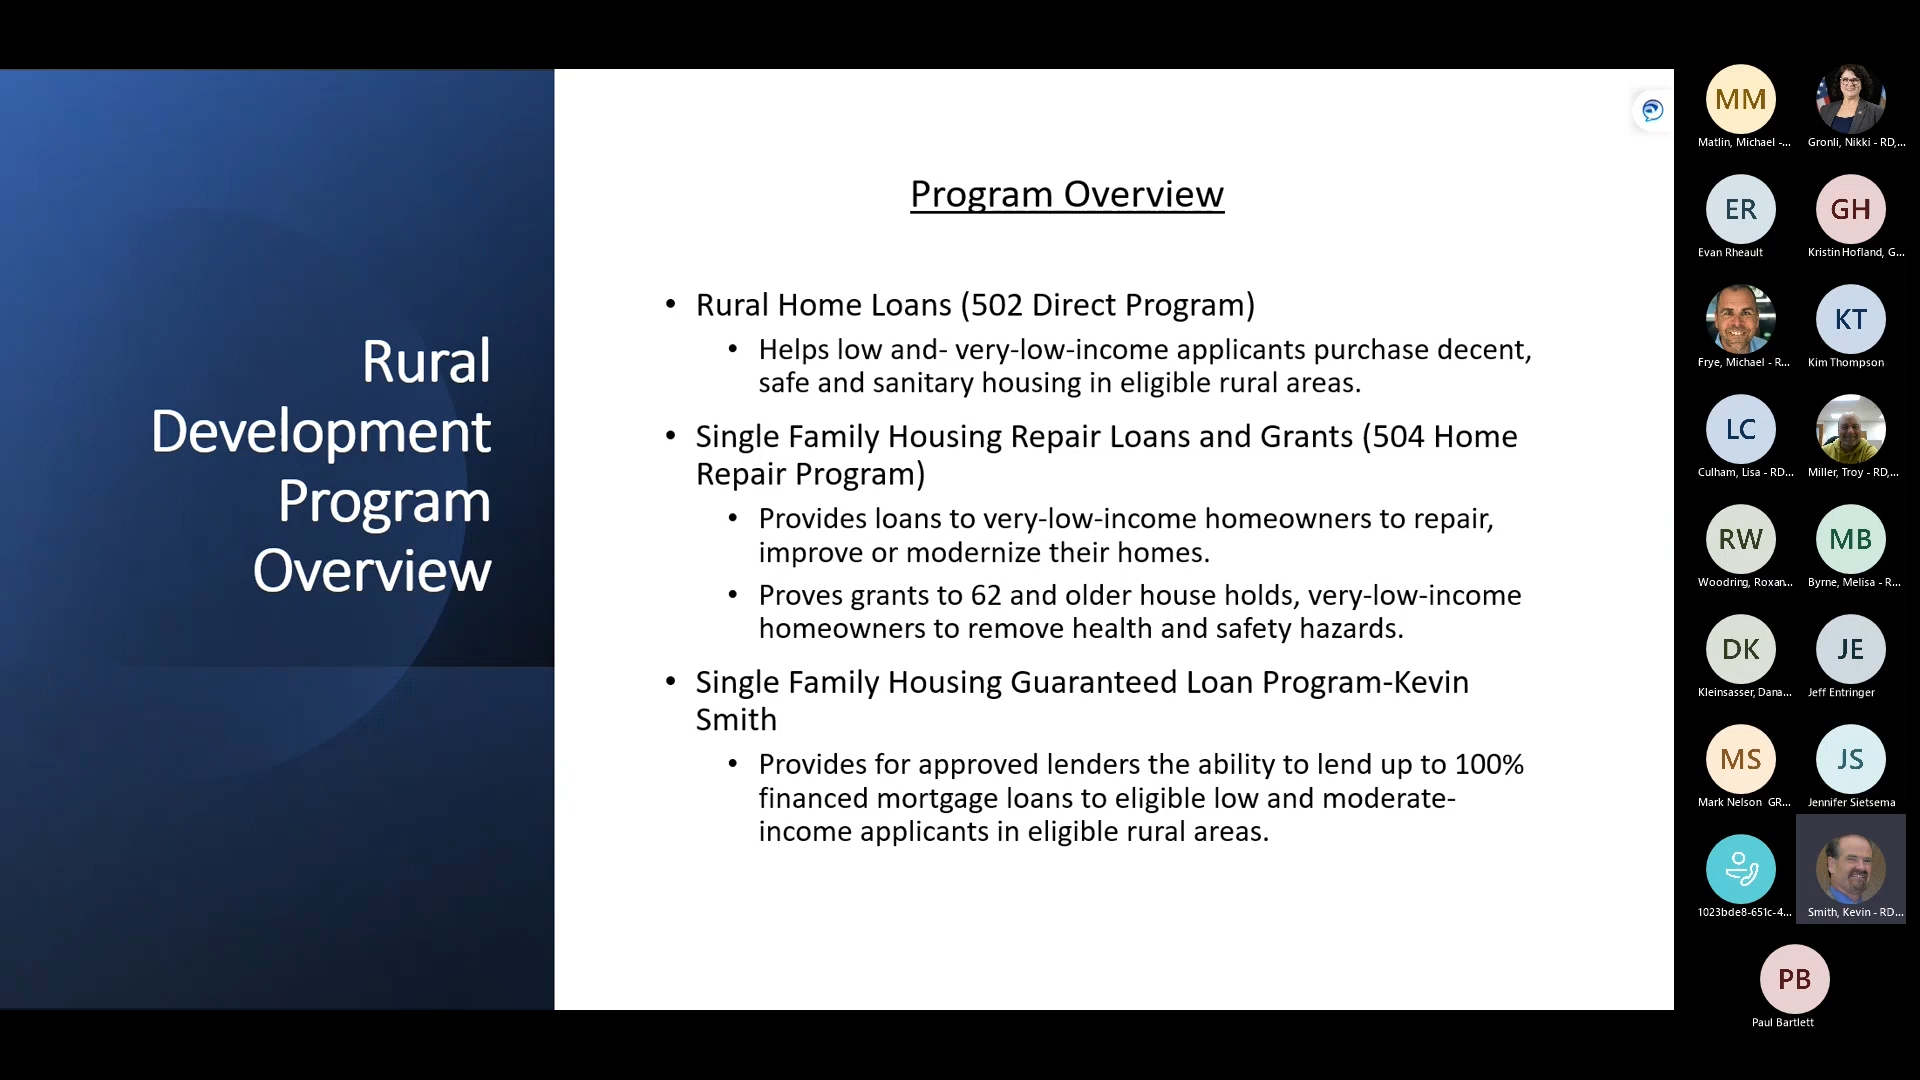 Rural
Development
Program
Overview
Program Overview
• Rural Home Loans (502 Direct Program)
• Helps low and- very-low-income applicants purchase decent,
safe and sanitary housing in eligible rural areas.
• Single Family Housing Repair Loans and Grants (504 Home
Repair Program)
• Provides loans to very-low-income homeowners to repair,
improve or modernize their homes.
• Proves grants to 62 and older house holds, very-low-income
homeowners to remove health and safety hazards.
• Single Family Housing Guaranteed Loan Program-Kevin
Smith
• Provides for approved lenders the ability to lend up to 100%
financed mortgage loans to eligible low and moderate-
income applicants in eligible rural areas.
MM
Matlin, Michael -...
Gronli, Nikki - RD,...
ER
Evan Rheault
GH
Kristin Hofland, G...
Frye, Michael - R...
KT
Kim Thompson
LC
Culham, Lisa - RD...
Miller, Troy - RD,...
RW
Woodring, Roxan...
MB
Byrne, Melisa - R...
DK
Kleinsasser, Dana...
JE
Jeff Entringer
MS
Mark Nelson GR...
JS
Jennifer Sietsema
1023bde8-651c-4...
Smith, Kevin - RD...
PB
Paul Bartlett